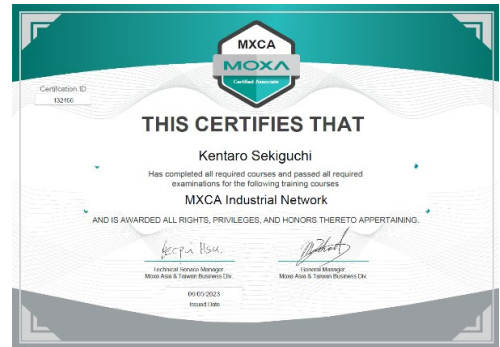 MXCA
MOXA
Certified Associate
Certification ID
132466
THIS CERTIFIES THAT
Kentaro Sekiguchi
Has completed all required courses and passed all required
examinations for the following training courses
MXCA Industrial Network
AND IS AWARDED ALL RIGHTS, PRIVILEGES, AND HONORS THERETO APPERTAINING.
Hsu
Technical Service Manager
Moxa Asia & Taiwan Business Div.
General Manager
Moxa Asia & Taiwan Business Div.
06/05/2023
Issued Date